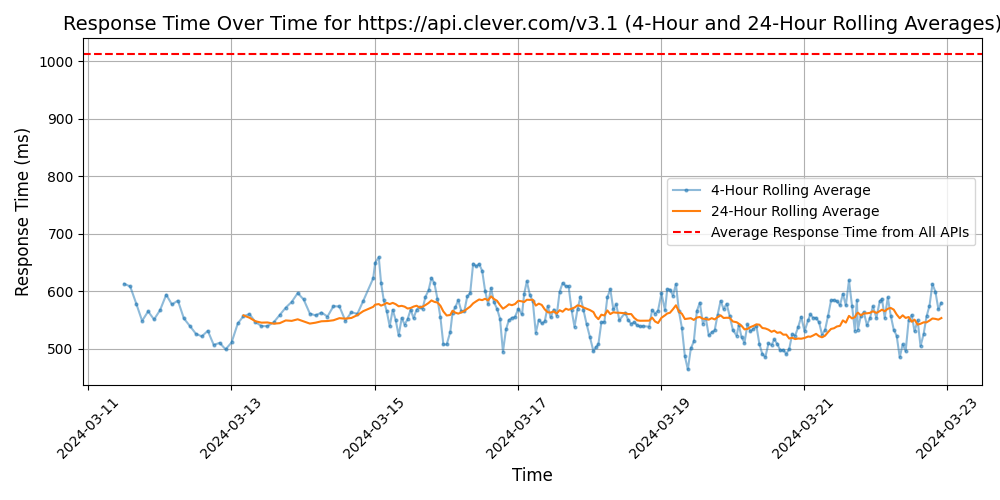 Response Time Over Time for https://api.clever.com/v3.1 (4-Hour and 24-Hour Rolling Averages)
Response Time (ms)
1000
900
800
700
600
500
4-Hour Rolling Average
24-Hour Rolling Average
Average Response Time from All APIs
2024-03-11
2024-03-13
2024-03-15
2024-03-17
2024-03-19
2024-03-21
2024-03-23
Time